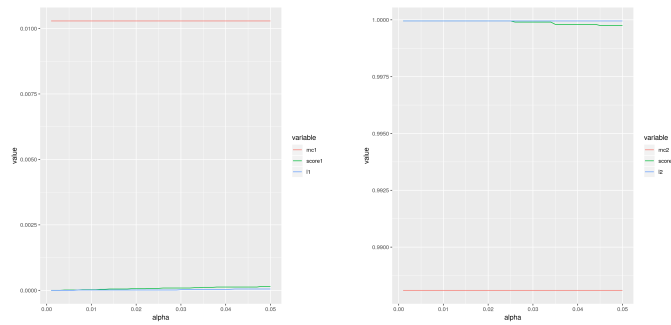 0.0100
0.0075
0.0050
0.0025
0.0000
value
0.00
0.01
0.02
0.03
0.04
0.05
alpha
variable
mc1
score1
l1
1.0000
0.9975
0.9950
0.9925
0.9900
value
0.00
0.01
0.02
0.03
0.04
0.05
alpha
variable
mc2
score
l2